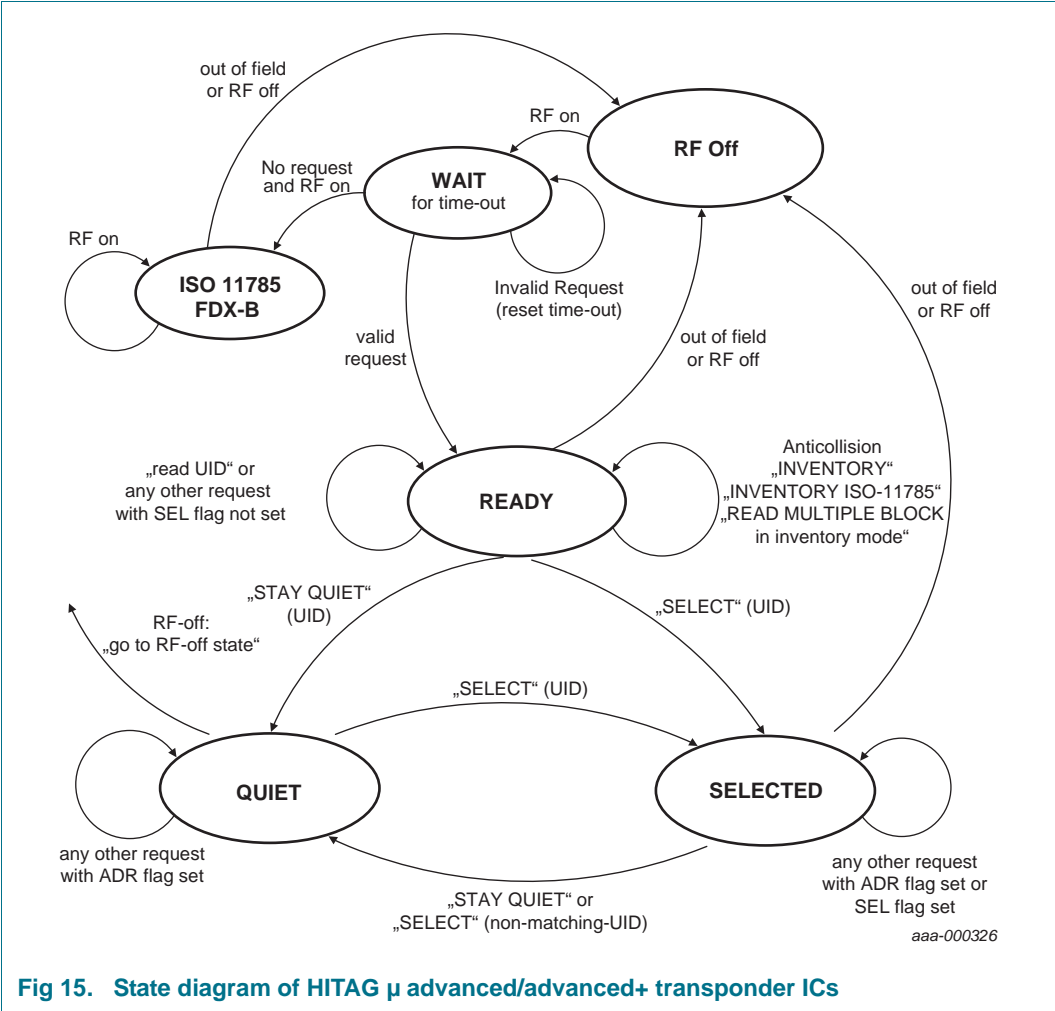 out of field
or RF off
RF on
RF Off
No request
and RF on
WAIT
for time-out
RF on
ISO 11785
FDX-B
Invalid Request
(reset time-out)
out of field
or RF off
valid
request
out of field
or RF off
„read UID“ or
any other request
with SEL flag not set
READY
Anticollision
„INVENTORY“
„INVENTORY ISO-11785“
„READ MULTIPLE BLOCK
in inventory mode“
„STAY QUIET“
(UID)
„SELECT“ (UID)
RF-off:
„go to RF-off state“
„SELECT“ (UID)
QUIET
SELECTED
any other request
with ADR flag set
any other request
with ADR flag set or
SEL flag set
„STAY QUIET“ or
„SELECT“ (non-matching-UID)
aaa-000326
Fig 15. State diagram of HITAG µ advanced/advanced+ transponder ICs